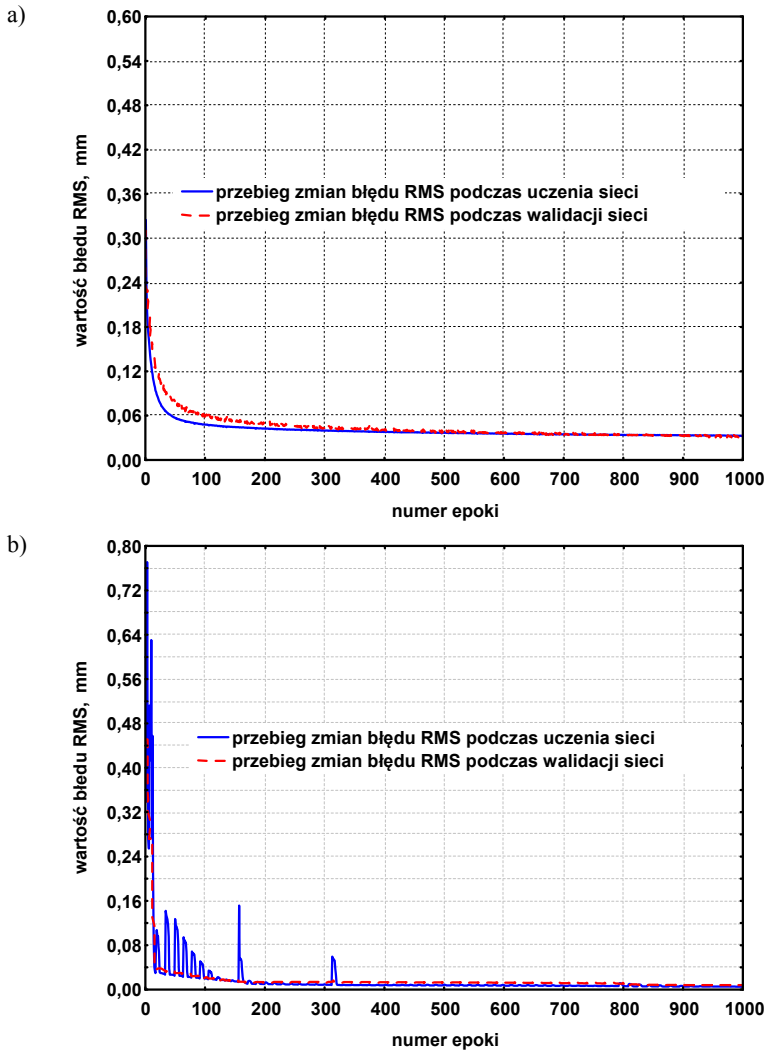 a)
0,60
0,54
0,48
0,42
0,36
0,30
0,24
0,18
0,12
0,06
0,00
wartość błedu RMS, mm
przebieg zmian błędu RMS podczas uczenia sieci
przebieg zmian błędu RMS podczas walidacji sieci
0 100 200 300 400 500 600 700 800 900 1000
numer epoki
b)
0,80
0,72
0,64
0,56
0,48
0,40
0,32
0,24
0,16
0,08
0,00
wartość błedu RMS, mm
przebieg zmian błędu RMS podczas uczenia sieci
przebieg zmian błędu RMS podczas walidacji sieci
0 100 200 300 400 500 600 700 800 900 1000
numer epoki